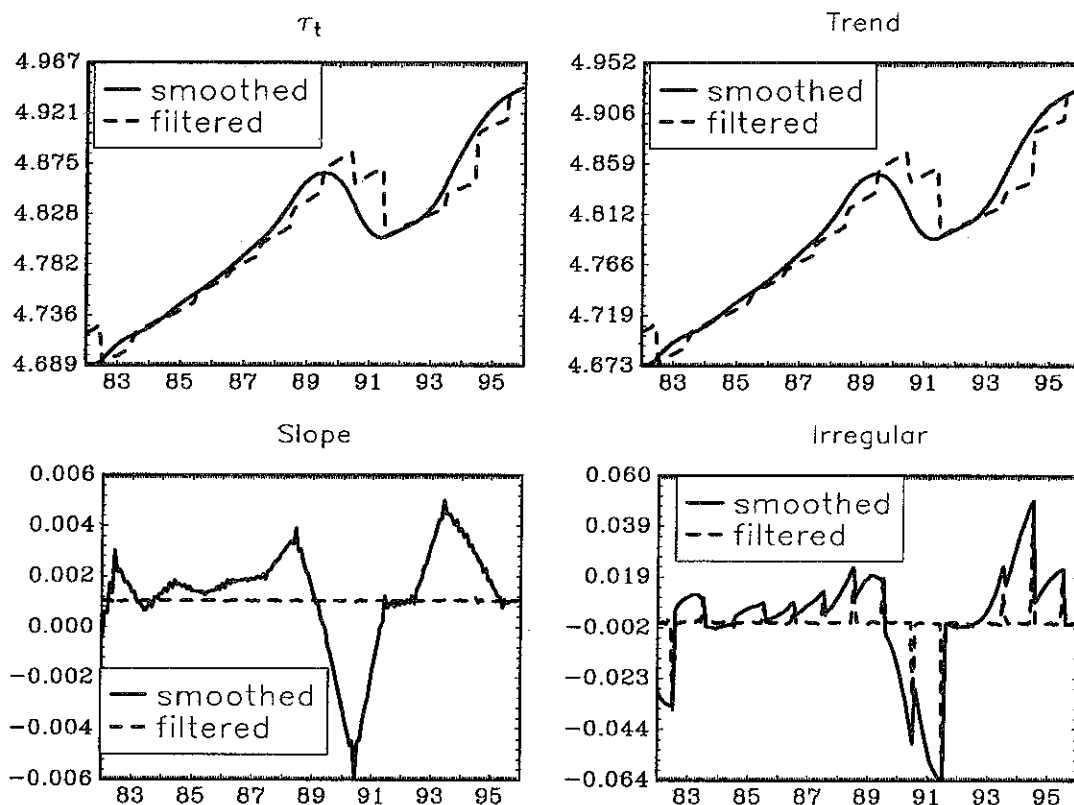 τt
4.967
4.921
4.875
4.828
4.782
4.736
4.689
smoothed
filtered
83 85 87 89 91 93 95
Trend
4.952
4.906
4.859
4.812
4.766
4.719
4.673
smoothed
filtered
83 85 87 89 91 93 95
Slope
0.006
0.004
0.002
0.000
-0.002
-0.004
-0.006
smoothed
filtered
83 85 87 89 91 93 95
Irregular
0.060
0.039
0.019
-0.002
-0.023
-0.044
-0.064
smoothed
filtered
83 85 87 89 91 93 95